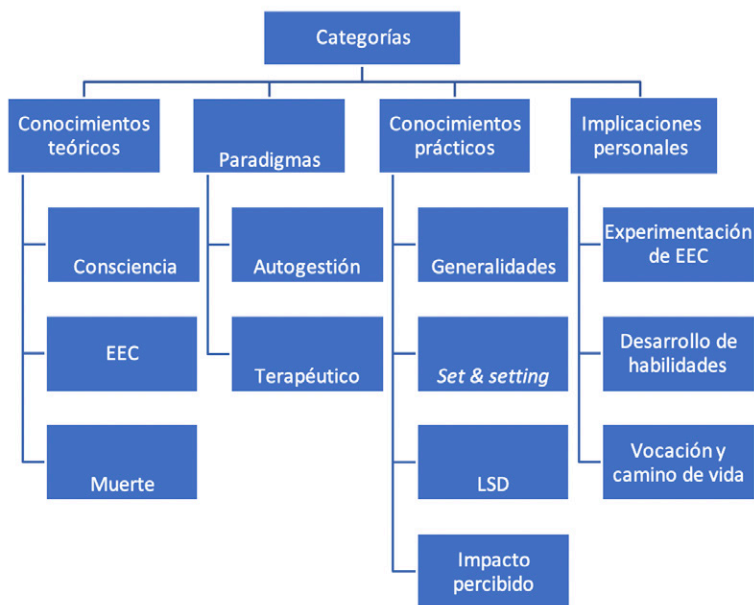 Categorías
Conocimientos
teóricos
Consciencia
EEC
Muerte
Paradigmas
Autogestión
Terapéutico
Conocimientos
prácticos
Generalidades
Set & setting
LSD
Impacto
percibido
Implicaciones
personales
Experimentación
de EEC
Desarrollo de
habilidades
Vocación y
camino de vida